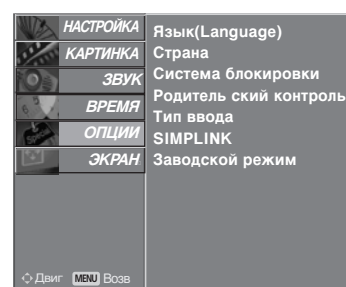 НАСТРОЙКА
КАРТИНКА
ЗВУК
ВРЕМЯ
ОПЦИИ
ЭКРАН
Язык(Language)
Страна
Система блокировки
Родитель ский контроль
Тип ввода
SIMPLINK
Заводской режим
Двиг MENU Возв